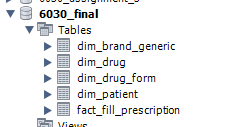 6030_final
Tables
dim_brand_generic
dim_drug
dim_drug_form
dim_patient
fact_fill_prescription
Views